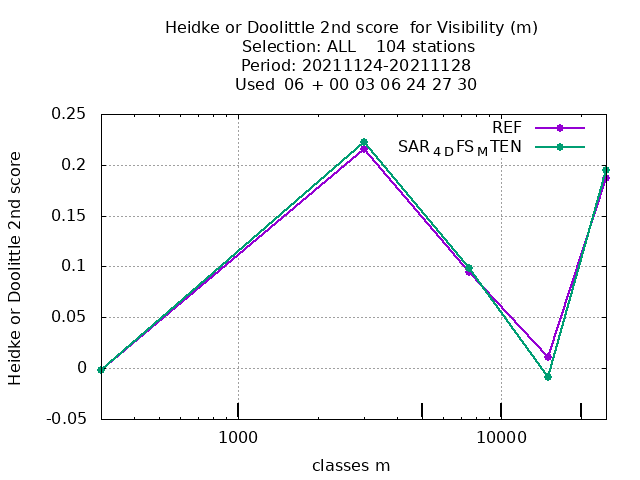 Heidke or Doolittle 2nd score  for Visibility (m)
Selection: ALL    104 stations
Period: 20211124-20211128
Used  06 + 00 03 06 24 27 30
0.25
0.2
0.15
0.1
0.05
0
-0.05
Heidke or Doolittle 2nd score
REF
SAR4DFSMTEN
1000
10000
classes m